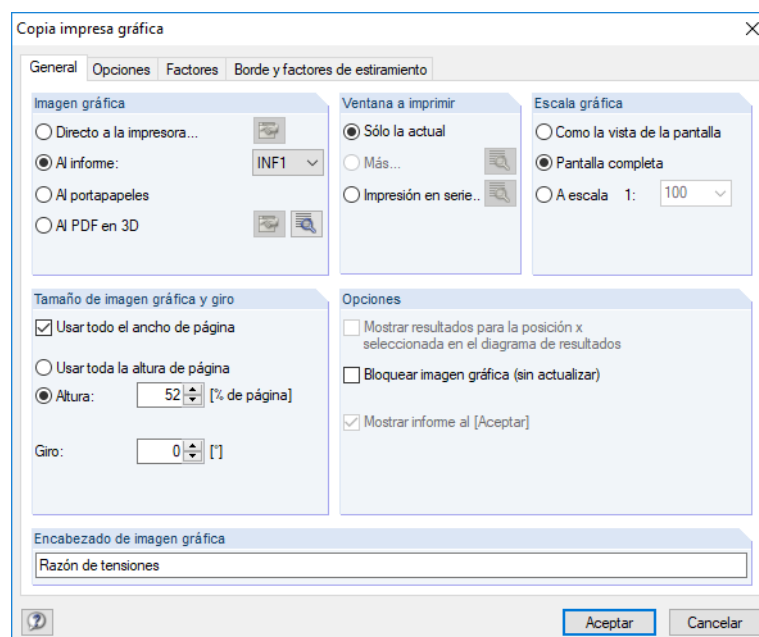 Copia impresa gráfica
General Opciones Factores Borde y factores de estiramiento
Imagen gráfica
Directo a la impresora...
Al informe: INF1
Al portapapeles
Al PDF en 3D
Ventana a imprimir
Sólo la actual
Más...
Impresión en serie..
Escala gráfica
Como la vista de la pantalla
Pantalla completa
A escala 1: 100
Tamaño de imagen gráfica y giro
Usar todo el ancho de página
Usar toda la altura de página
Altura: 52 [% de página]
Giro: 0 [°]
Opciones
Mostrar resultados para la posición x
seleccionada en el diagrama de resultados
Bloquear imagen gráfica (sin actualizar)
Mostrar informe al [Aceptar]
Encabezado de imagen gráfica
Razón de tensiones
Aceptar Cancelar